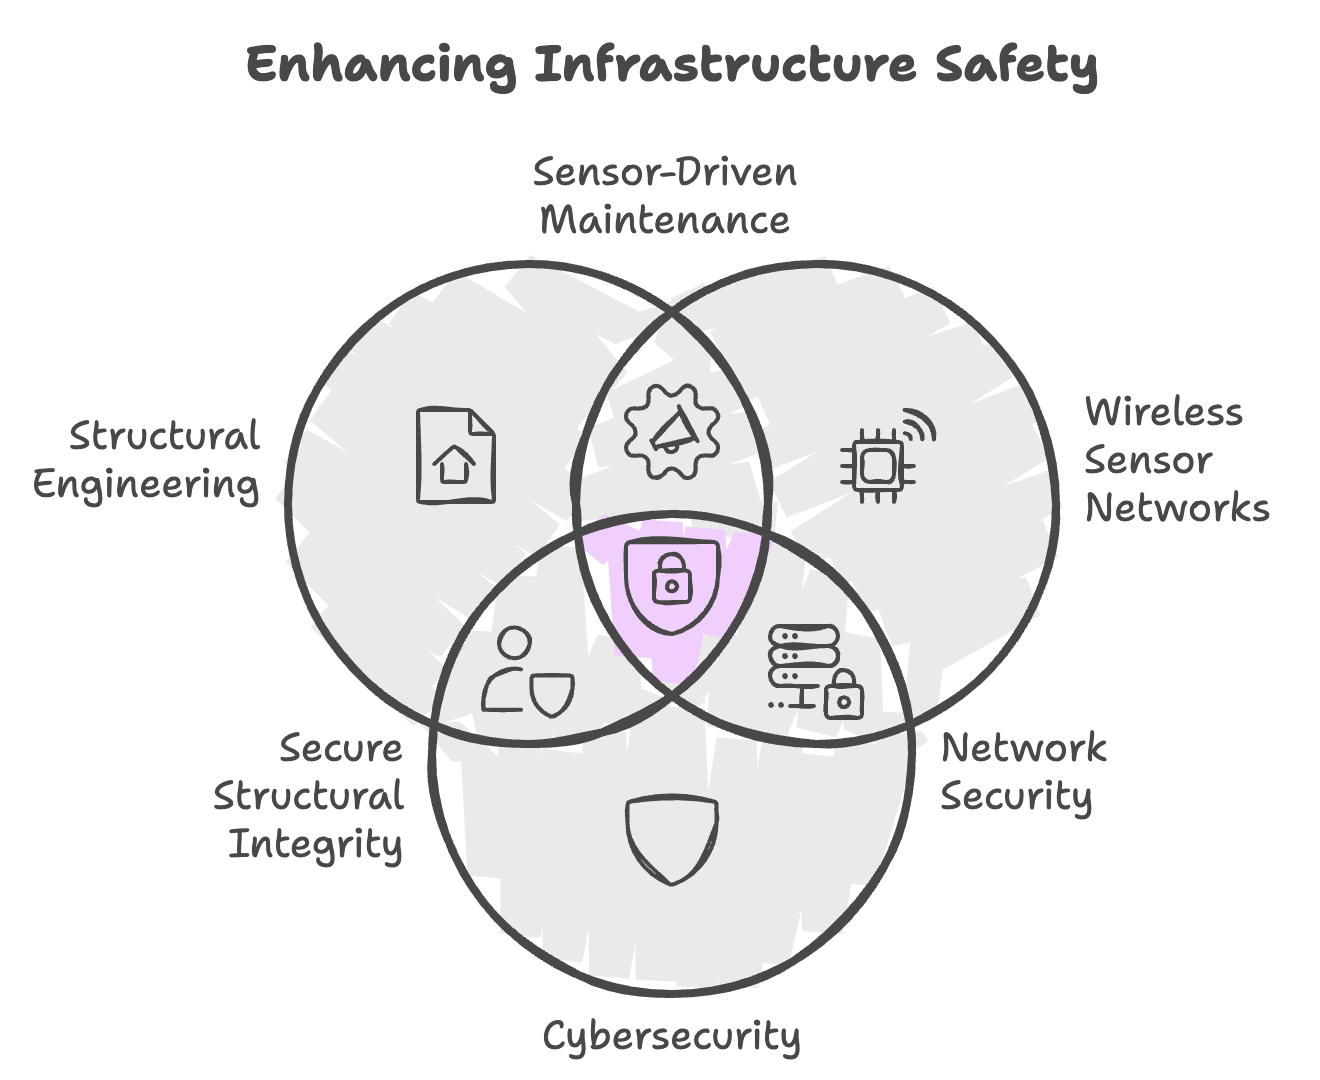 Enhancing Infrastructure Safety
Sensor-Driven
Maintenance
Structural
Engineering
Wireless
Sensor
Networks
Secure
Structural
Integrity
Network
Security
Cybersecurity